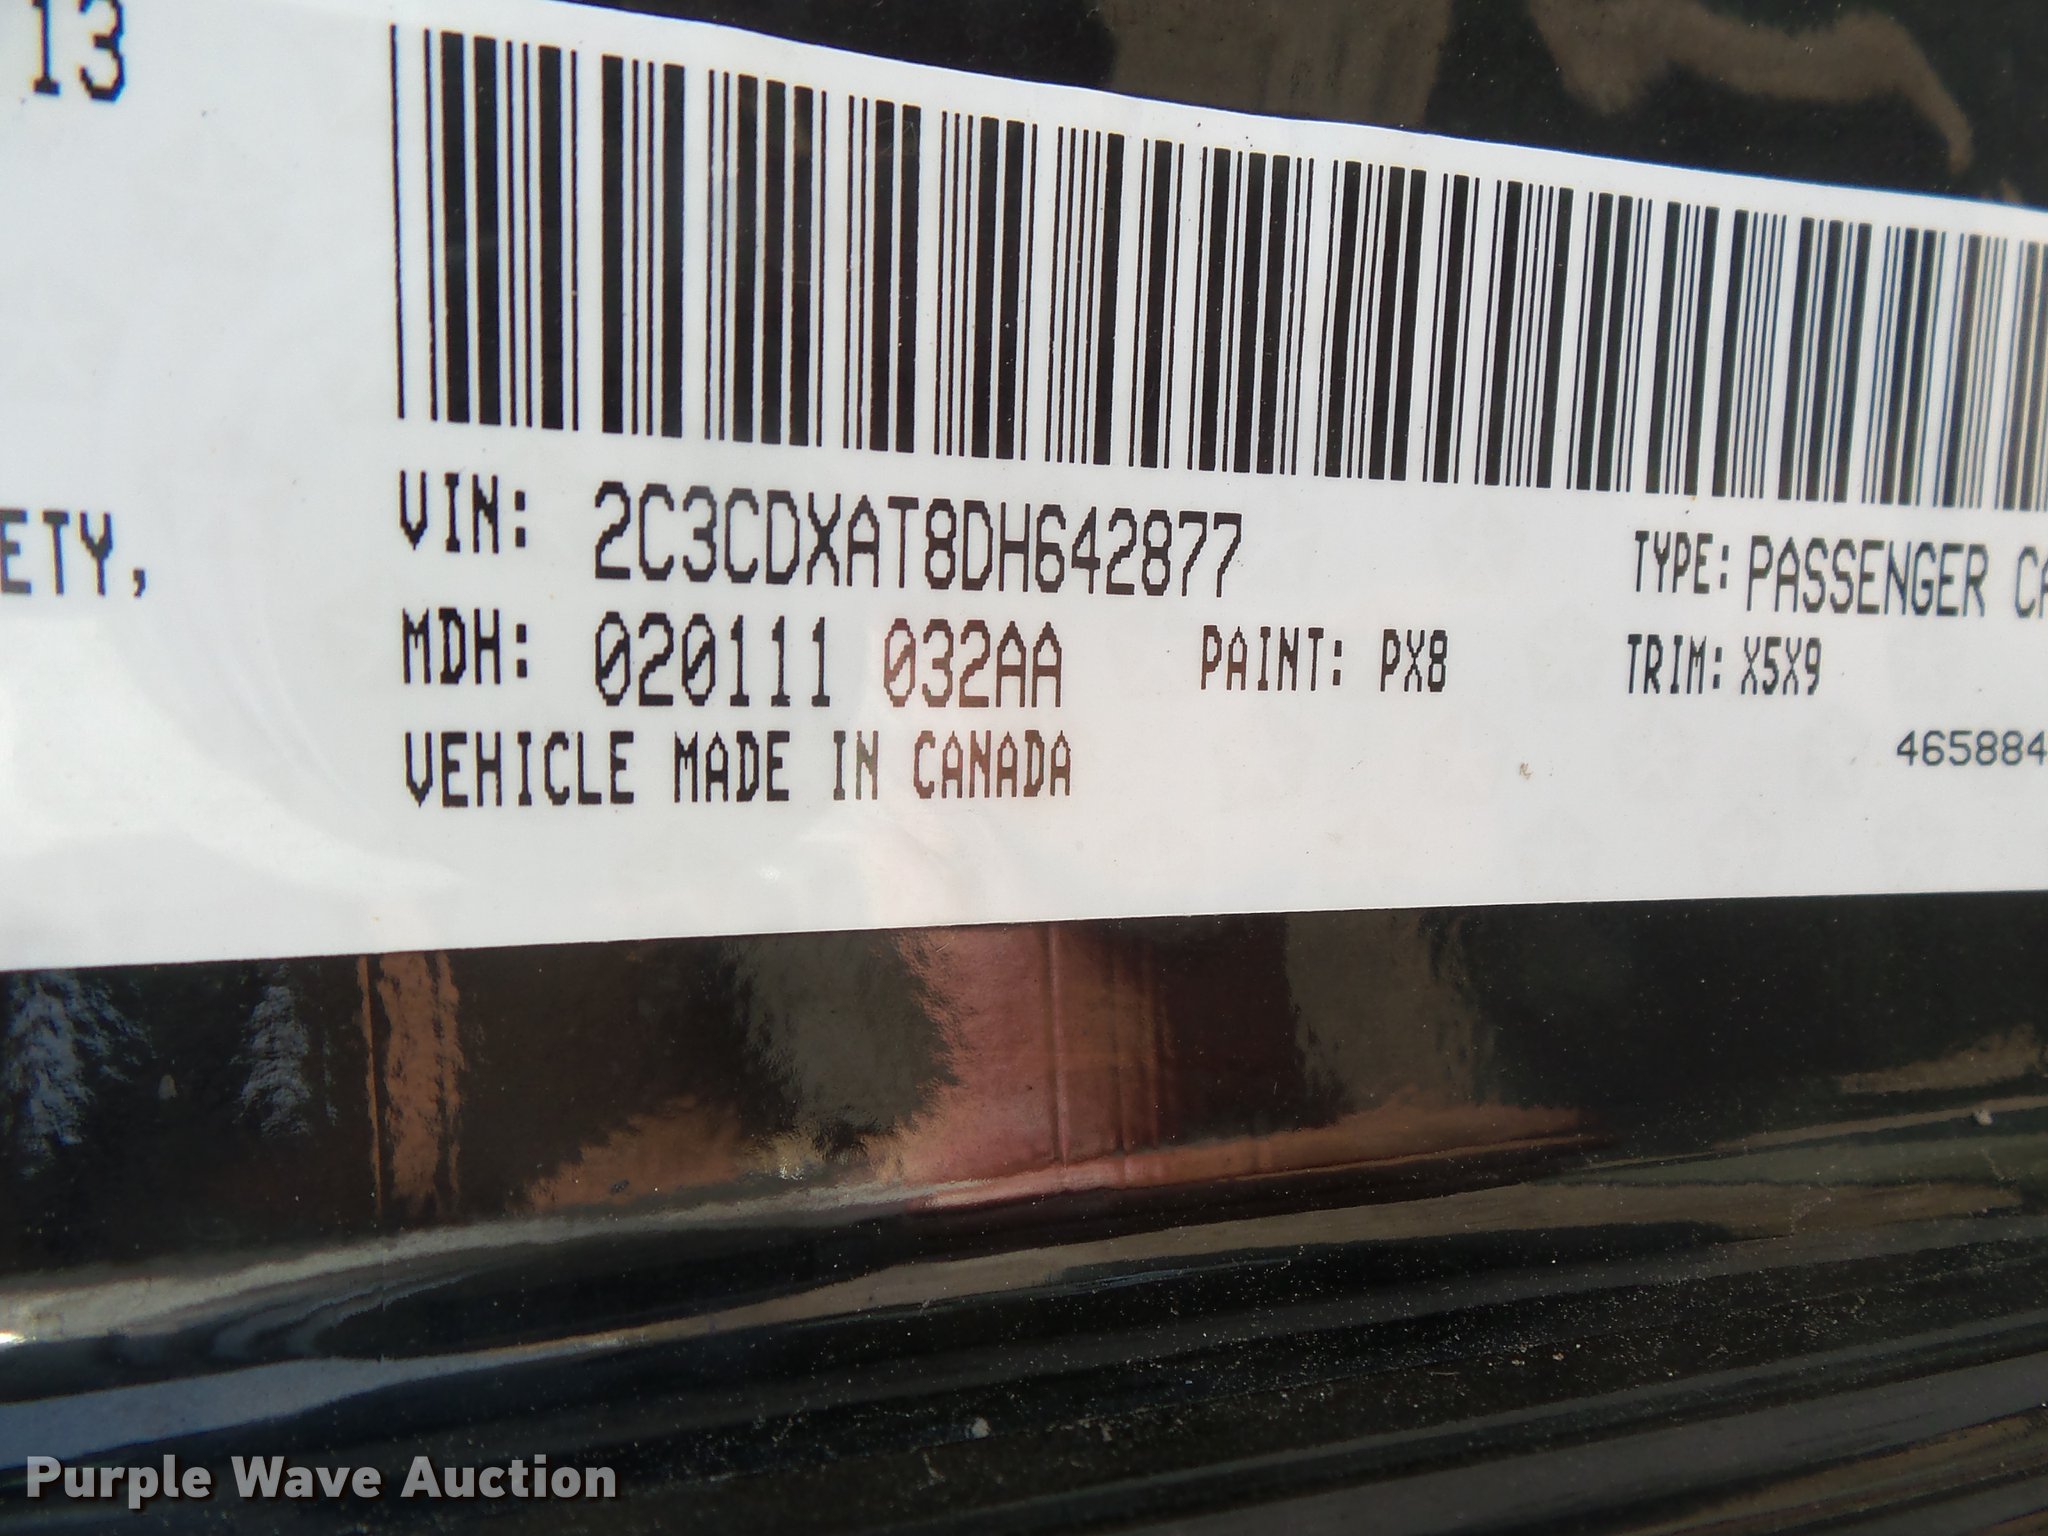 13
ETY,
VIN: 2C3CDXAT8DH642877
TYPE: PASSENGER CA
MDH: 020111 032AA
PAINT: PX8
TRIM: X5X9
VEHICLE MADE IN CANADA
465884
Purple Wave Auction